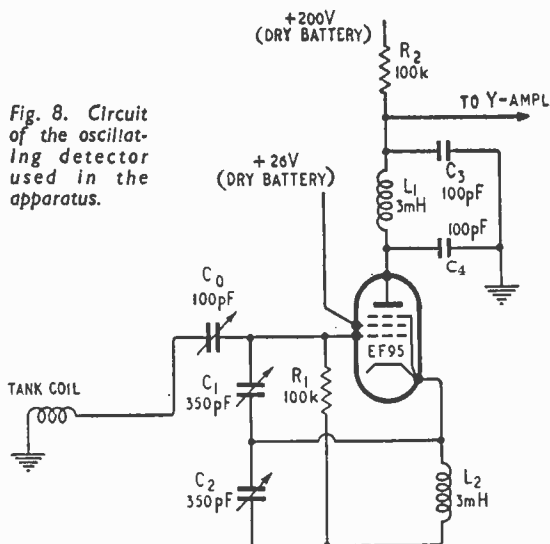 +200V
(DRY BATTERY)
R2
100k
TO Y-AMPL
Fig. 8. Circuit
of the oscillat-
ing detector
used in the
apparatus.
+26V
(DRY BATTERY)
L1
3mH
C3
100pF
100pF
C4
C0
100pF
EF95
TANK COIL
C1
350pF
R1
100k
C2
350pF
L2
3mH